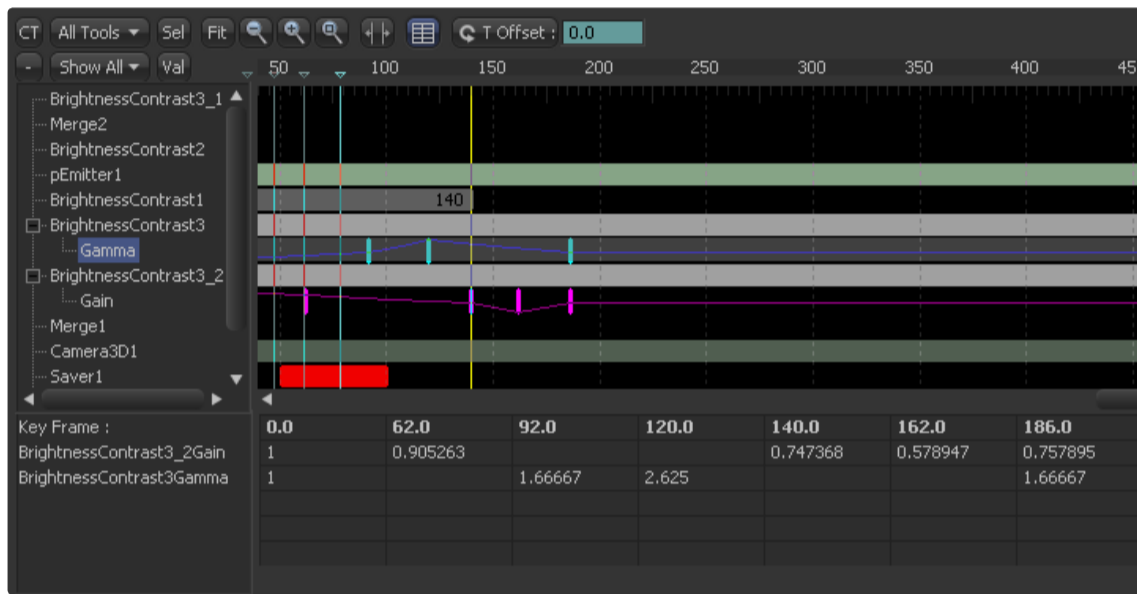 CT All Tools Sel Fit T Offset : 0.0
- Show All Val 50 100 150 200 250 300 350 400 45
BrightnessContrast3_1
Merge2
BrightnessContrast2
pEmitter1
BrightnessContrast1 140
BrightnessContrast3
Gamma
BrightnessContrast3_2
Gain
Merge1
Camera3D1
Saver1
Key Frame : 0.0 62.0 92.0 120.0 140.0 162.0 186.0
BrightnessContrast3_2Gain 1 0.905263 0.747368 0.578947 0.757895
BrightnessContrast3Gamma 1 1.66667 2.625 1.66667